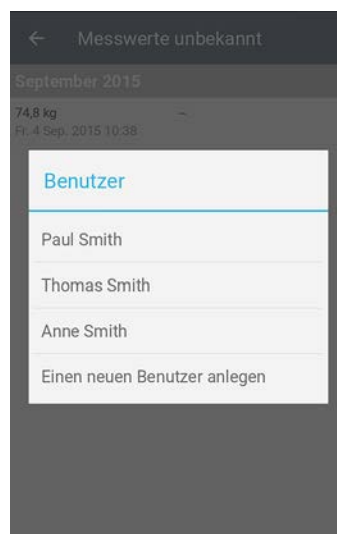 Messwerte unbekannt
September 2015
74,8 kg –
Fr. 4 Sep. 2015 10:38
Benutzer
Paul Smith
Thomas Smith
Anne Smith
Einen neuen Benutzer anlegen